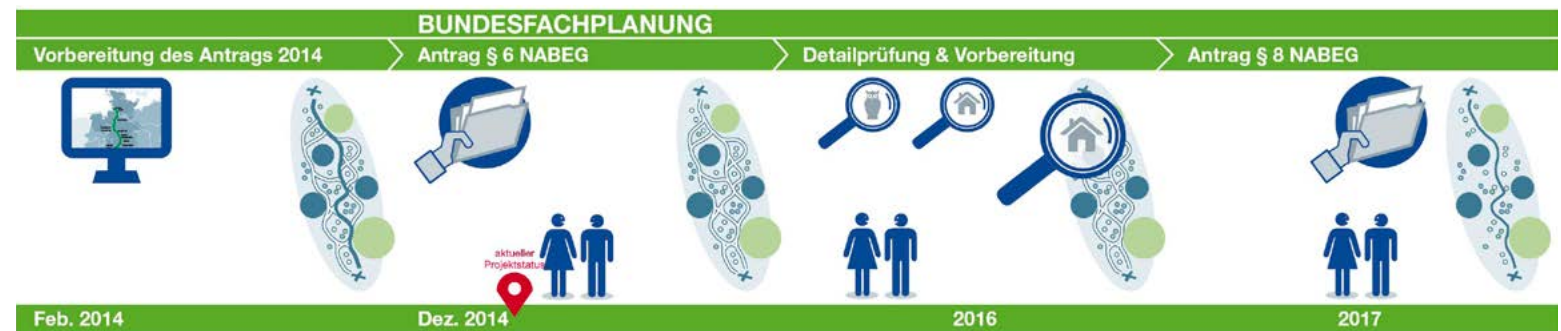 BUNDESFACHPLANUNG
Vorbereitung des Antrags 2014
Antrag § 6 NABEG
Detailprüfung & Vorbereitung
Antrag § 8 NABEG
aktueller
Projektstatus
Feb. 2014
Dez. 2014
2016
2017